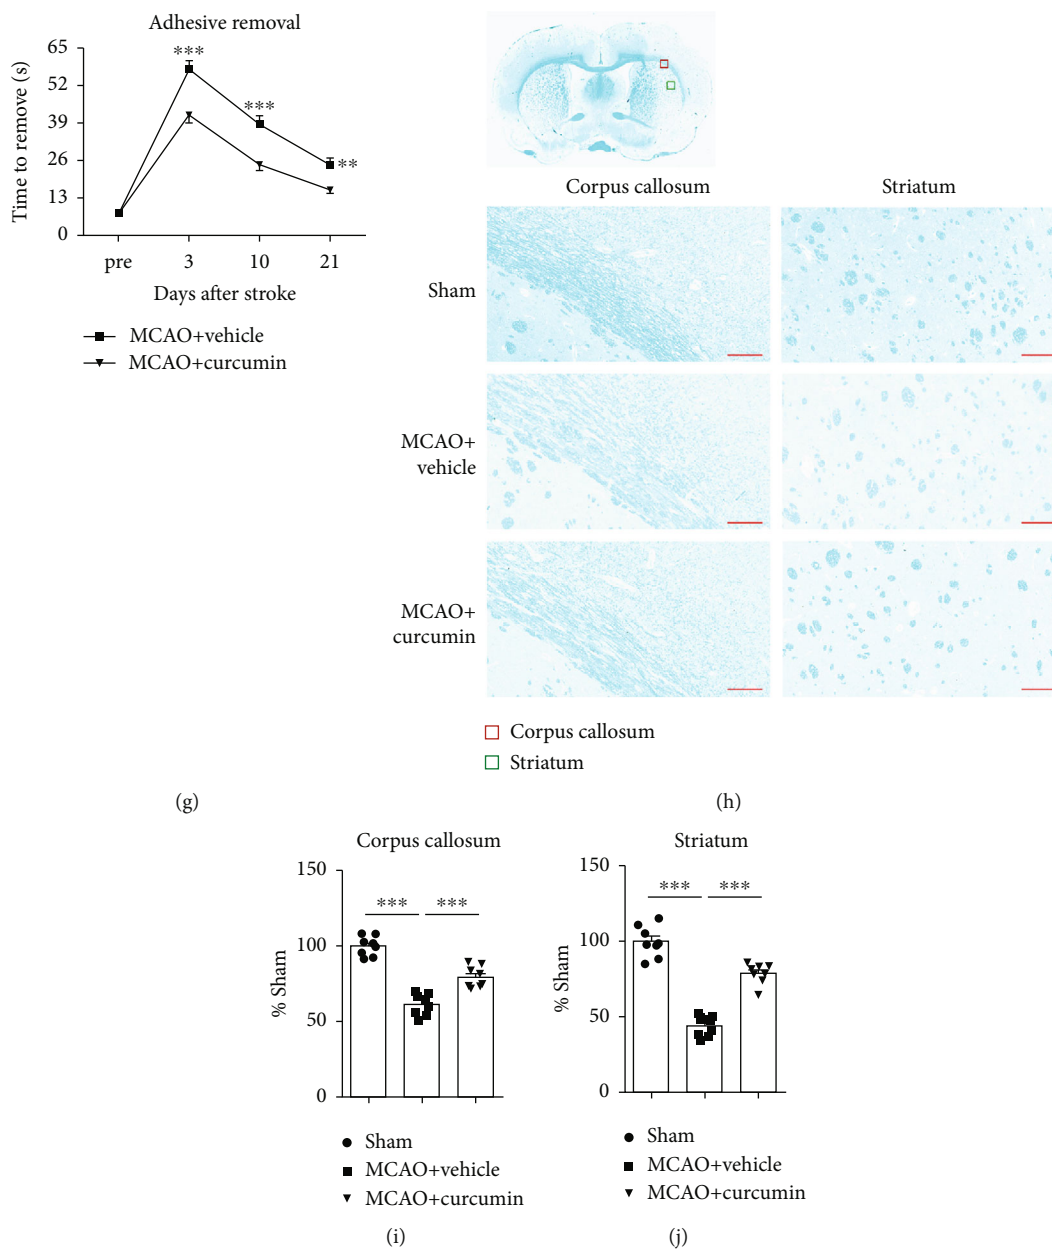 Adhesive removal
65
52
39
26
13
0
Time to remove (s)
***
***
**
pre 3 10 21
Days after stroke
MCAO+vehicle
MCAO+curcumin
(g)
Corpus callosum Striatum
Sham
MCAO+
vehicle
MCAO+
curcumin
Corpus callosum
Striatum
(h)
Corpus callosum
150
100
50
0
% Sham
*** ***
Sham
MCAO+vehicle
MCAO+curcumin
(i)
Striatum
150
100
50
0
% Sham
*** ***
Sham
MCAO+vehicle
MCAO+curcumin
(j)